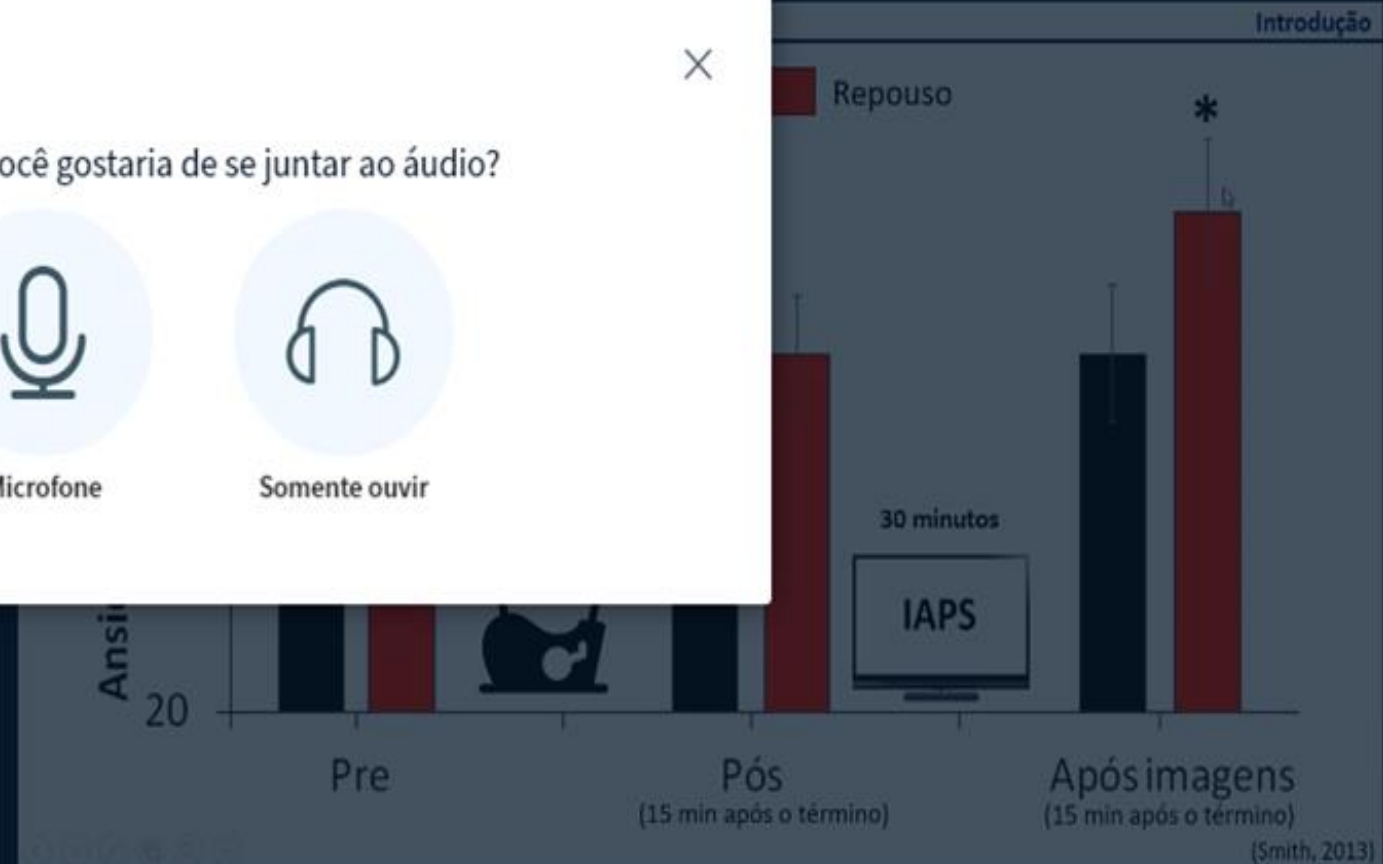 Introdução
Repouso
*
ocê gostaria de se juntar ao áudio?
Microfone
Somente ouvir
30 minutos
IAPS
Ansi
20
Pre
Pós
Após imagens
(15 min após o término)
(15 min após o término)
(Smith, 2013)